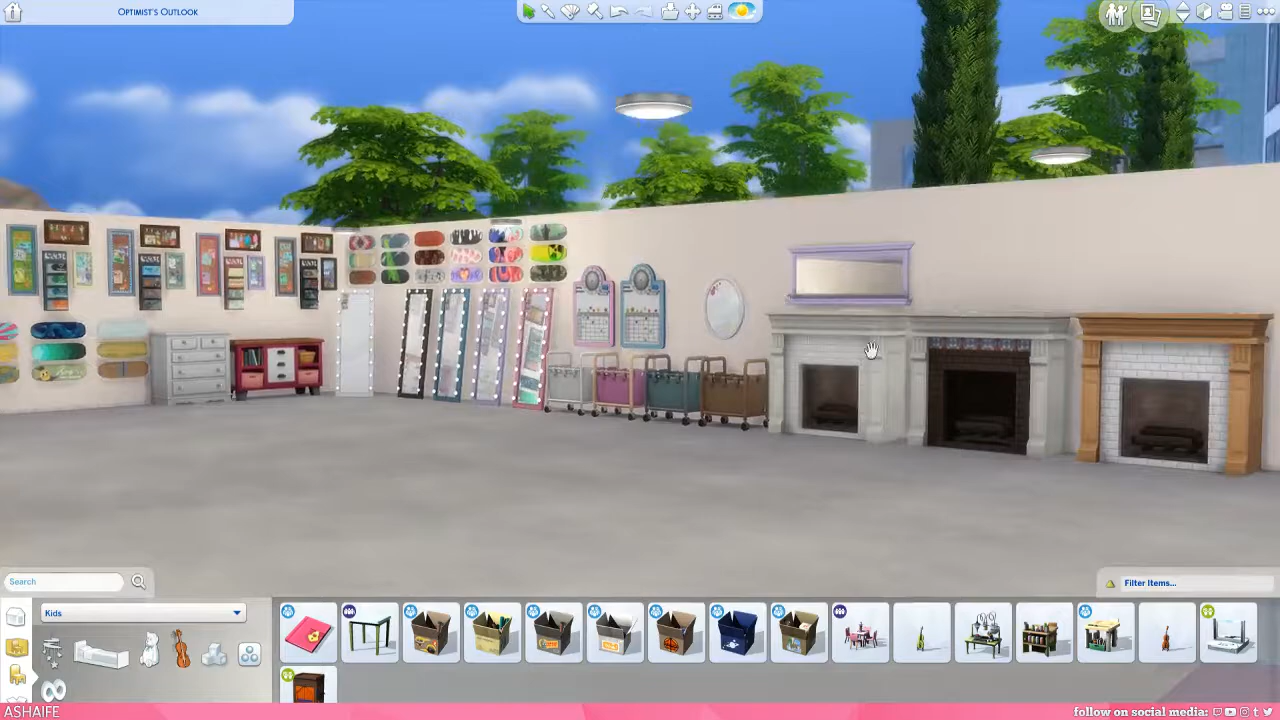 OPTIMIST'S OUTLOOK
Search
Filter Items...
Kids
ASHAIFE
follow on social media: